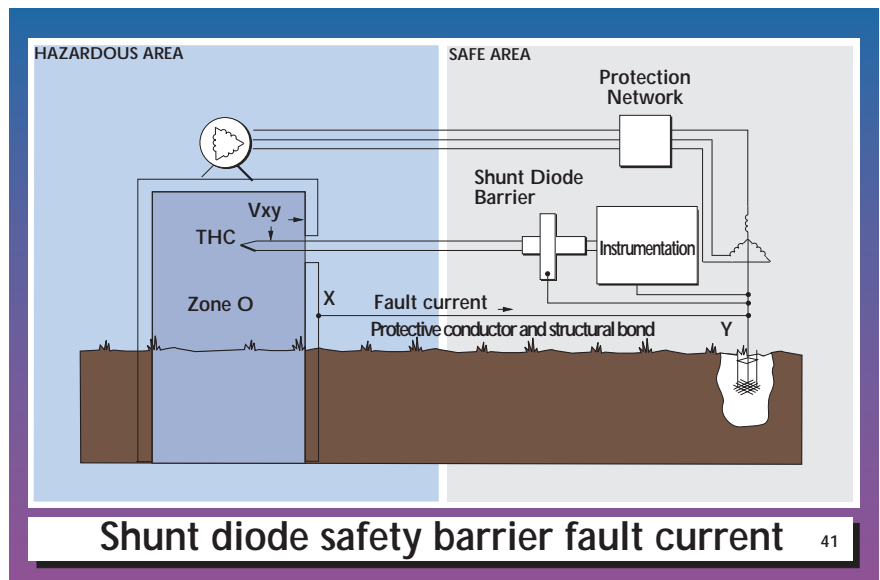 HAZARDOUS AREA
SAFE AREA
Protection
Network
Shunt Diode
Barrier
Vxy
THC
Instrumentation
Zone O
X
Fault current
Protective conductor and structural bond
Y
Shunt diode safety barrier fault current
41